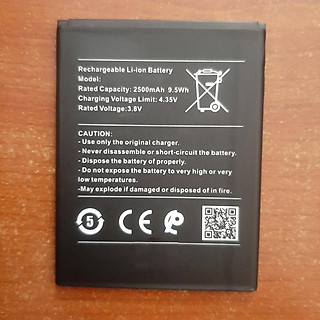 Rechargeable Li-ion Battery
Model:
Rated Capacity: 2500mAh 9.5Wh
Charging Voltage Limit: 4.35V
Rated Voltage:3.8V
CAUTION:
- Use only the original charger.
- Never disassemble or short-circuit the battery.
- Dispose the battery of properly.
- Do not expose the battery to very high or very
low temperature.
-May explode if damaged or disposed of in fire.
5 CE